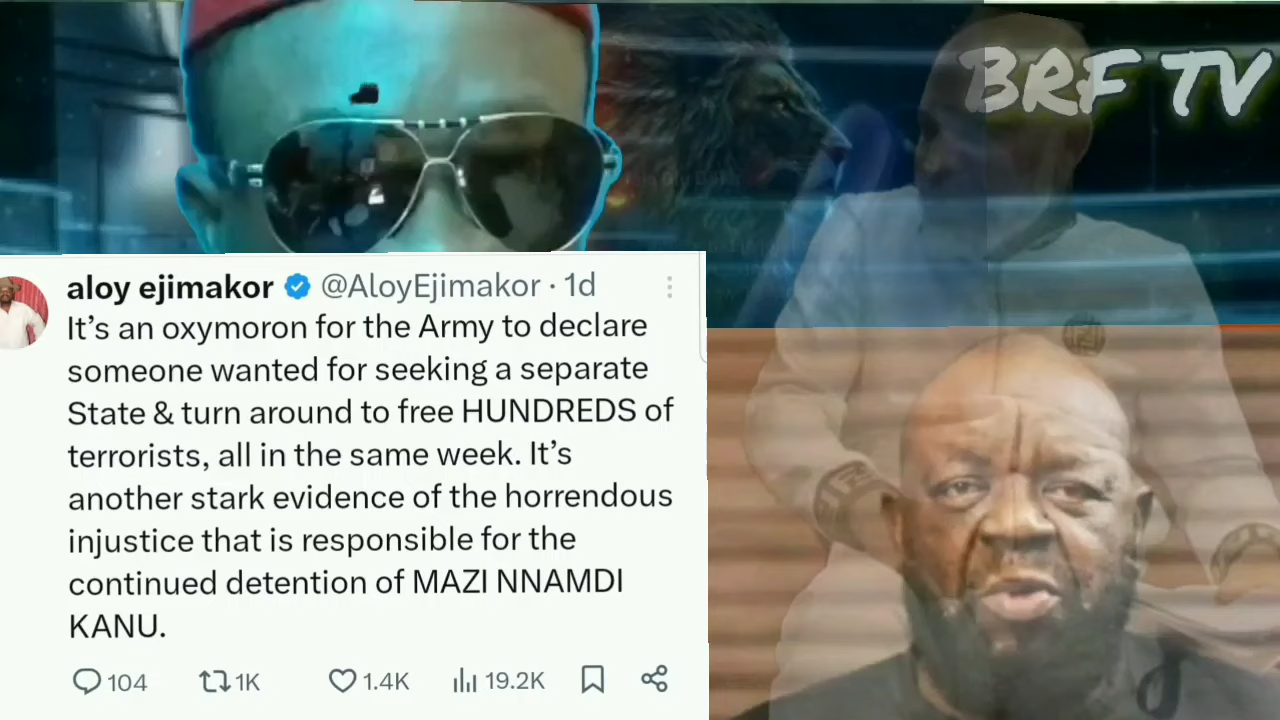 BRF TV
aloy ejimakor @AloyEjimakor · 1d
It’s an oxymoron for the Army to declare
someone wanted for seeking a separate
State & turn around to free HUNDREDS of
terrorists, all in the same week. It’s
another stark evidence of the horrendous
injustice that is responsible for the
continued detention of MAZI NNAMDI
KANU.
104 1K 1.4K 19.2K